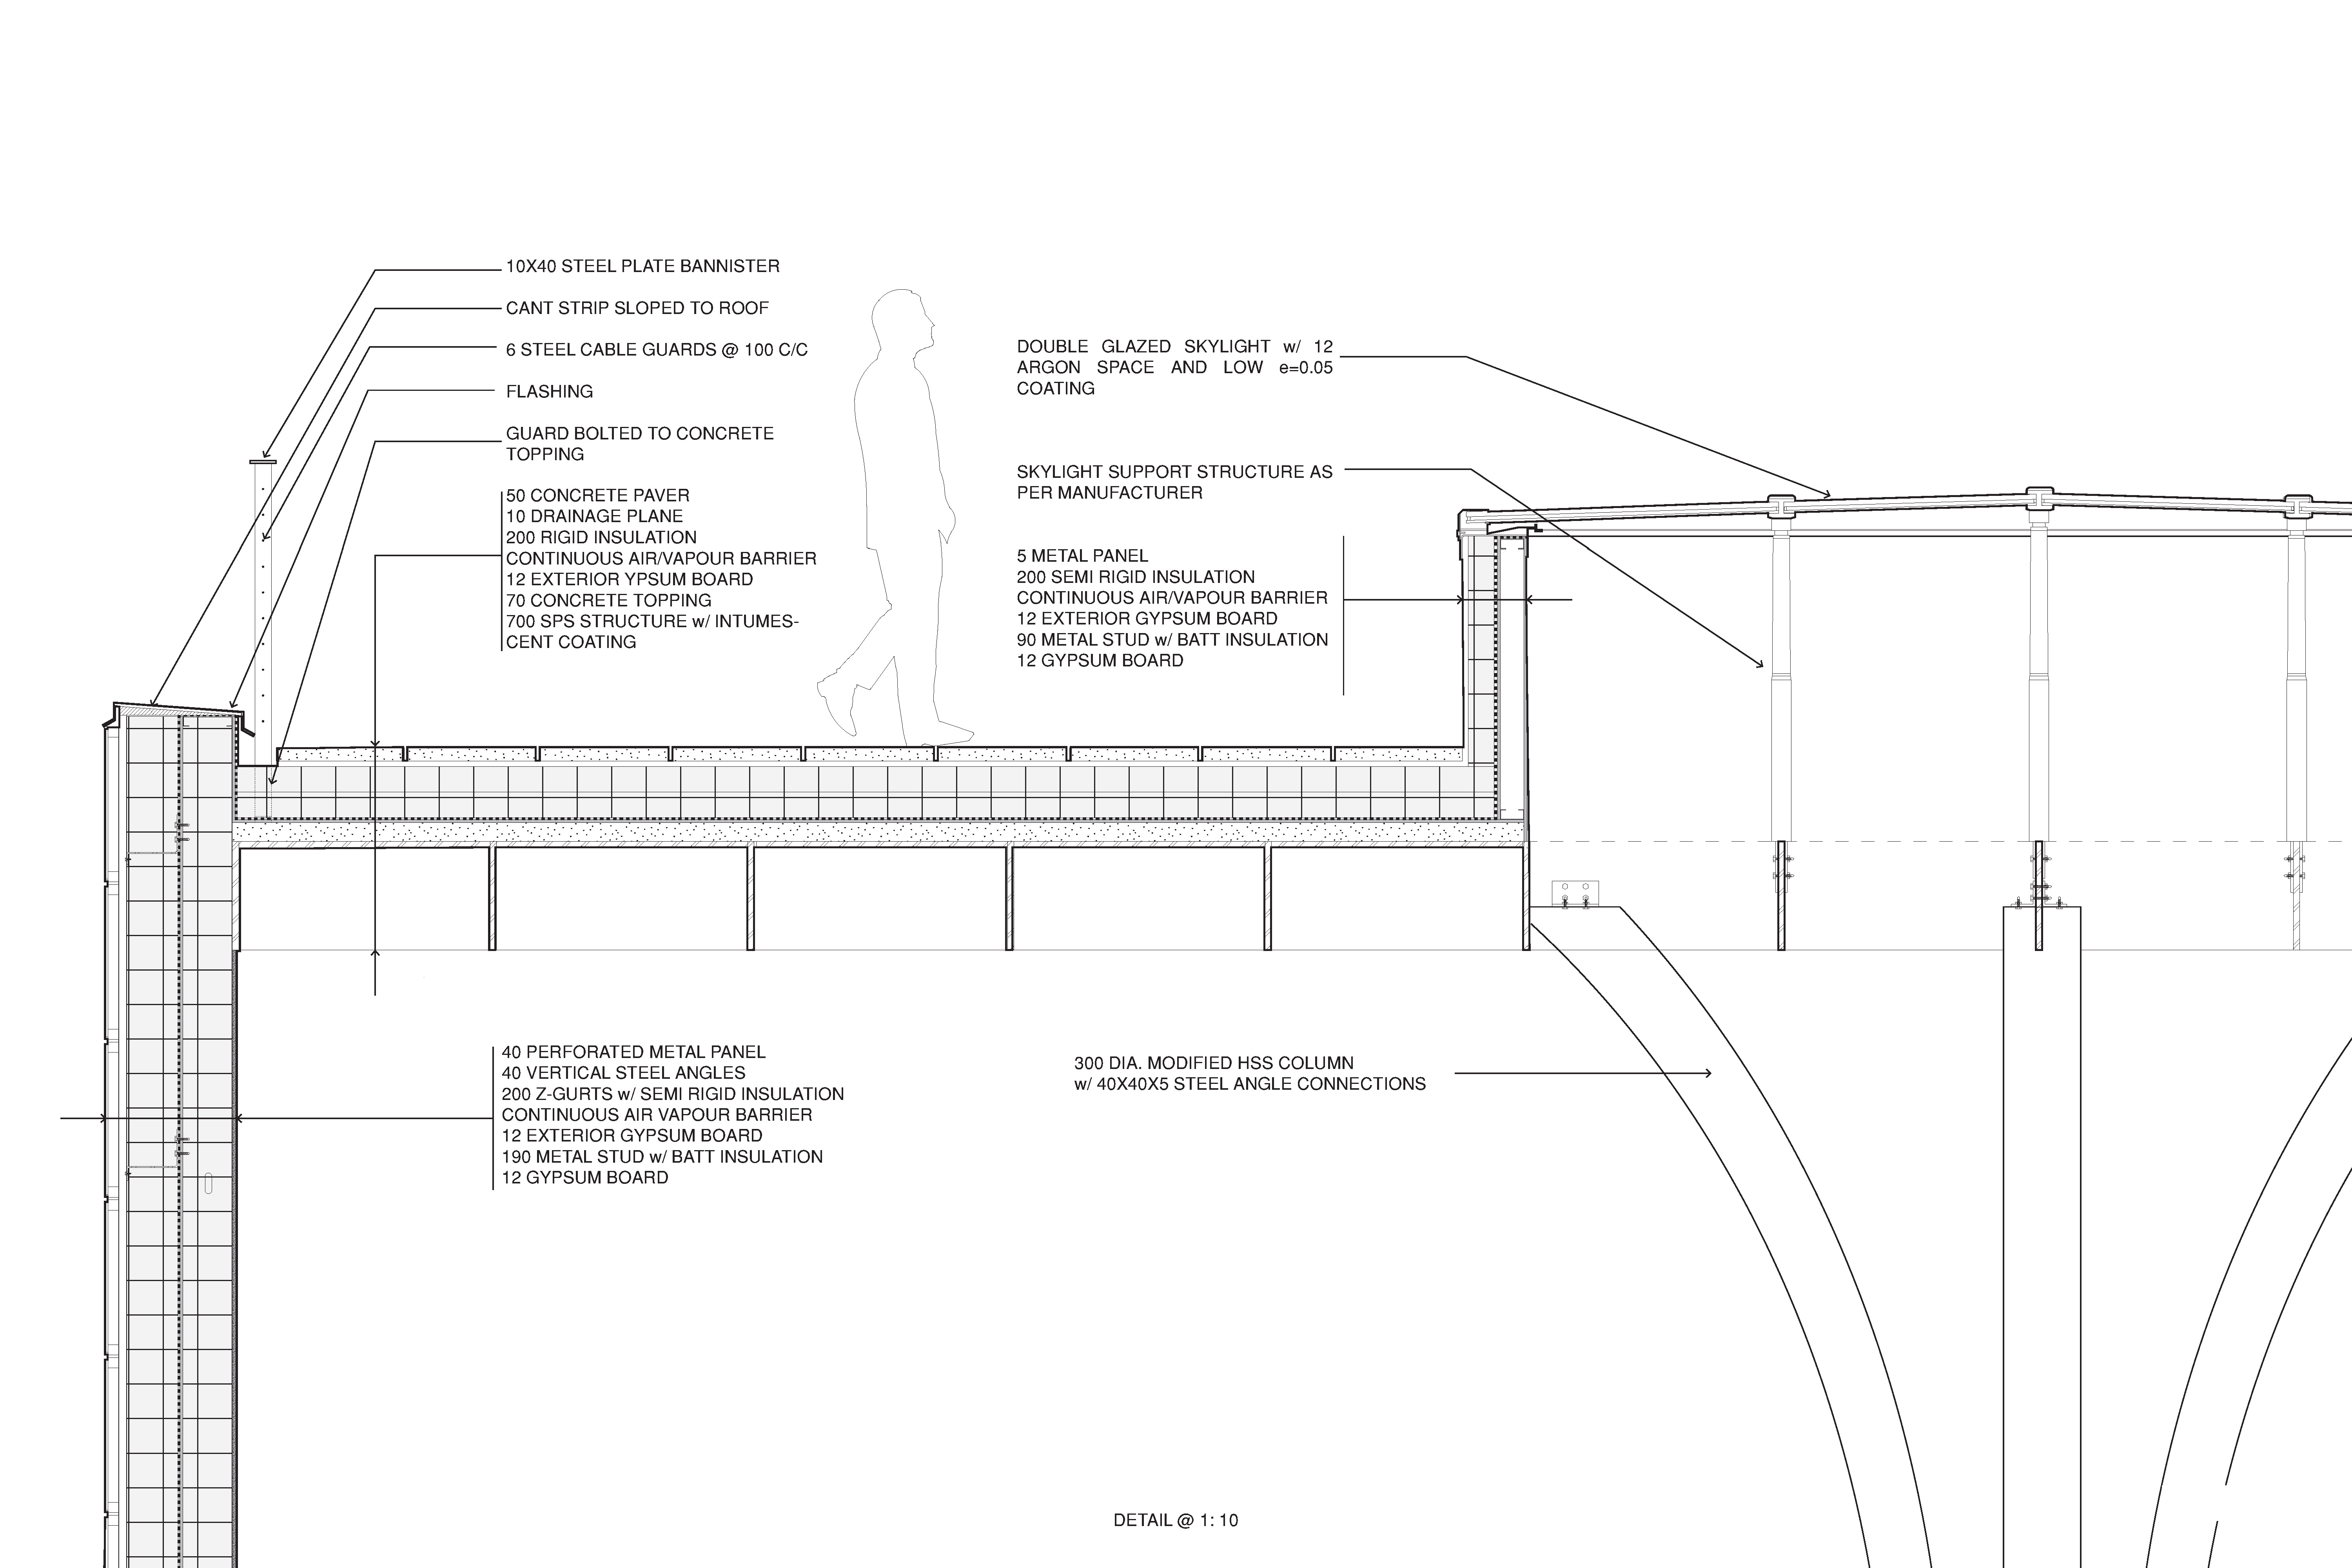 10X40 STEEL PLATE BANNISTER
CANT STRIP SLOPED TO ROOF
6 STEEL CABLE GUARDS @ 100 C/C
FLASHING
GUARD BOLTED TO CONCRETE
TOPPING
50 CONCRETE PAVER
10 DRAINAGE PLANE
200 RIGID INSULATION
CONTINUOUS AIR/VAPOUR BARRIER
12 EXTERIOR YPSUM BOARD
70 CONCRETE TOPPING
700 SPS STRUCTURE w/ INTUMES-
CENT COATING
DOUBLE GLAZED SKYLIGHT w/ 12
ARGON SPACE AND LOW e=0.05
COATING
SKYLIGHT SUPPORT STRUCTURE AS
PER MANUFACTURER
5 METAL PANEL
200 SEMI RIGID INSULATION
CONTINUOUS AIR/VAPOUR BARRIER
12 EXTERIOR GYPSUM BOARD
90 METAL STUD w/ BATT INSULATION
12 GYPSUM BOARD
40 PERFORATED METAL PANEL
40 VERTICAL STEEL ANGLES
200 Z-GURTS w/ SEMI RIGID INSULATION
CONTINUOUS AIR VAPOUR BARRIER
12 EXTERIOR GYPSUM BOARD
190 METAL STUD w/ BATT INSULATION
12 GYPSUM BOARD
300 DIA. MODIFIED HSS COLUMN
w/ 40X40X5 STEEL ANGLE CONNECTIONS
DETAIL @ 1: 10